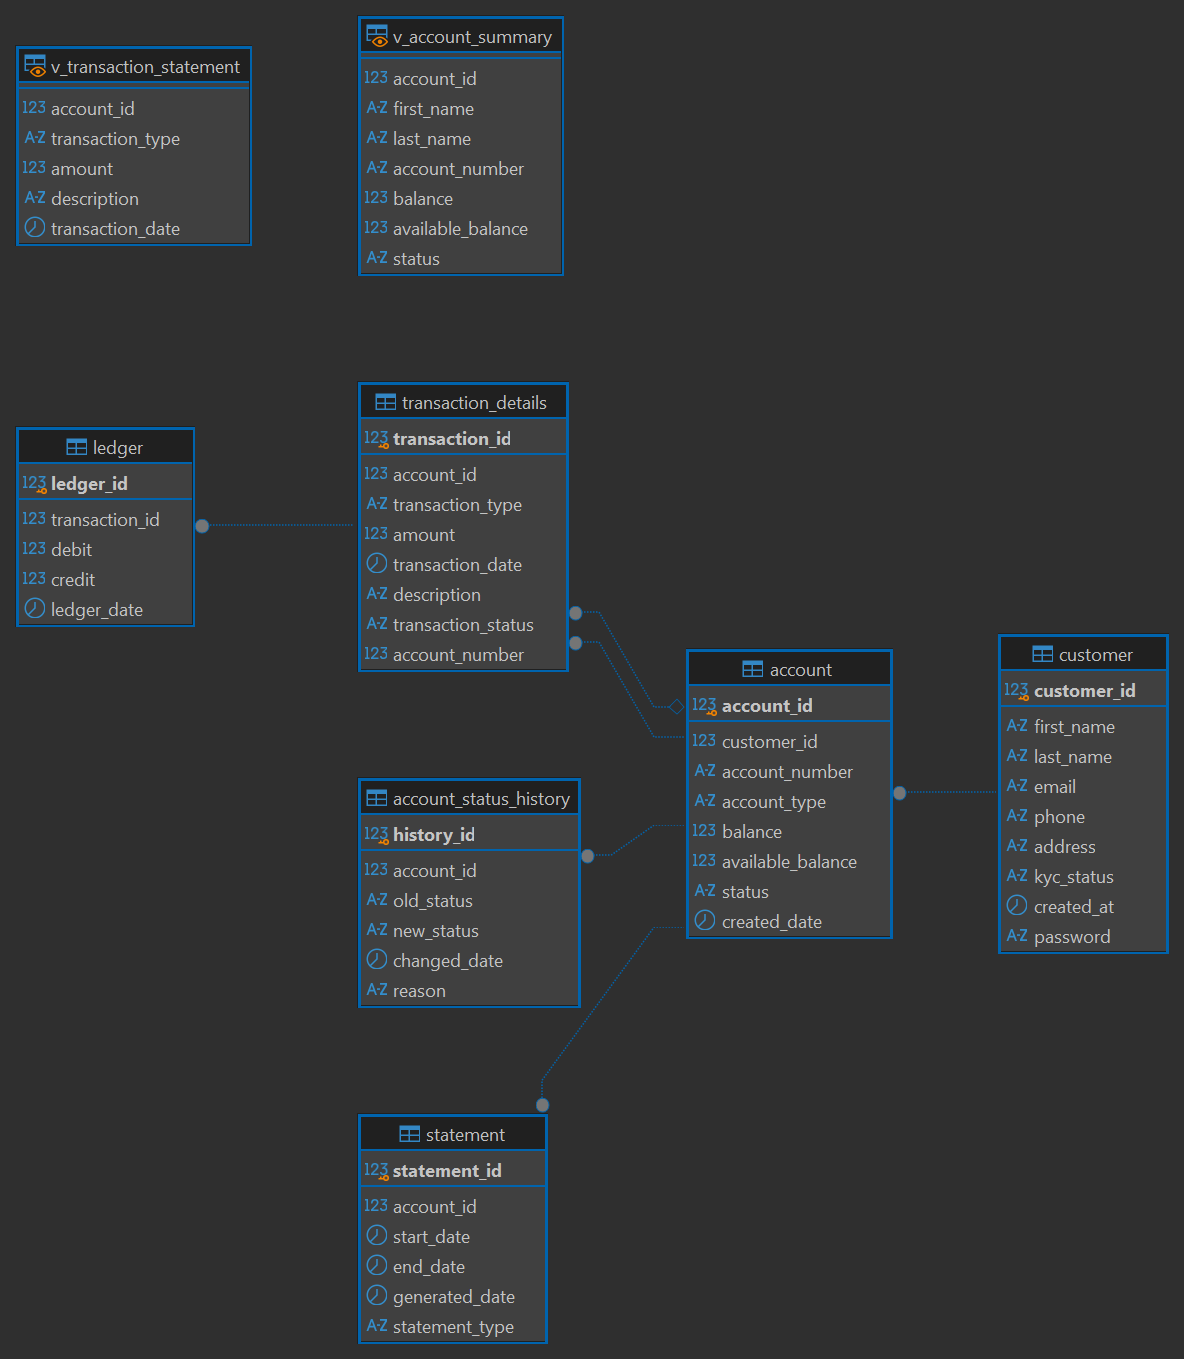 v_transaction_statement
123 account_id
A-Z transaction_type
123 amount
A-Z description
transaction_date
v_account_summary
123 account_id
A-Z first_name
A-Z last_name
A-Z account_number
123 balance
123 available_balance
A-Z status
ledger
123 ledger_id
123 transaction_id
123 debit
123 credit
ledger_date
transaction_details
123 transaction_id
123 account_id
A-Z transaction_type
123 amount
transaction_date
A-Z description
A-Z transaction_status
123 account_number
account_status_history
123 history_id
123 account_id
A-Z old_status
A-Z new_status
changed_date
A-Z reason
account
123 account_id
123 customer_id
A-Z account_number
A-Z account_type
123 balance
123 available_balance
A-Z status
created_date
customer
123 customer_id
A-Z first_name
A-Z last_name
A-Z email
A-Z phone
A-Z address
A-Z kyc_status
created_at
A-Z password
statement
123 statement_id
123 account_id
start_date
end_date
generated_date
A-Z statement_type